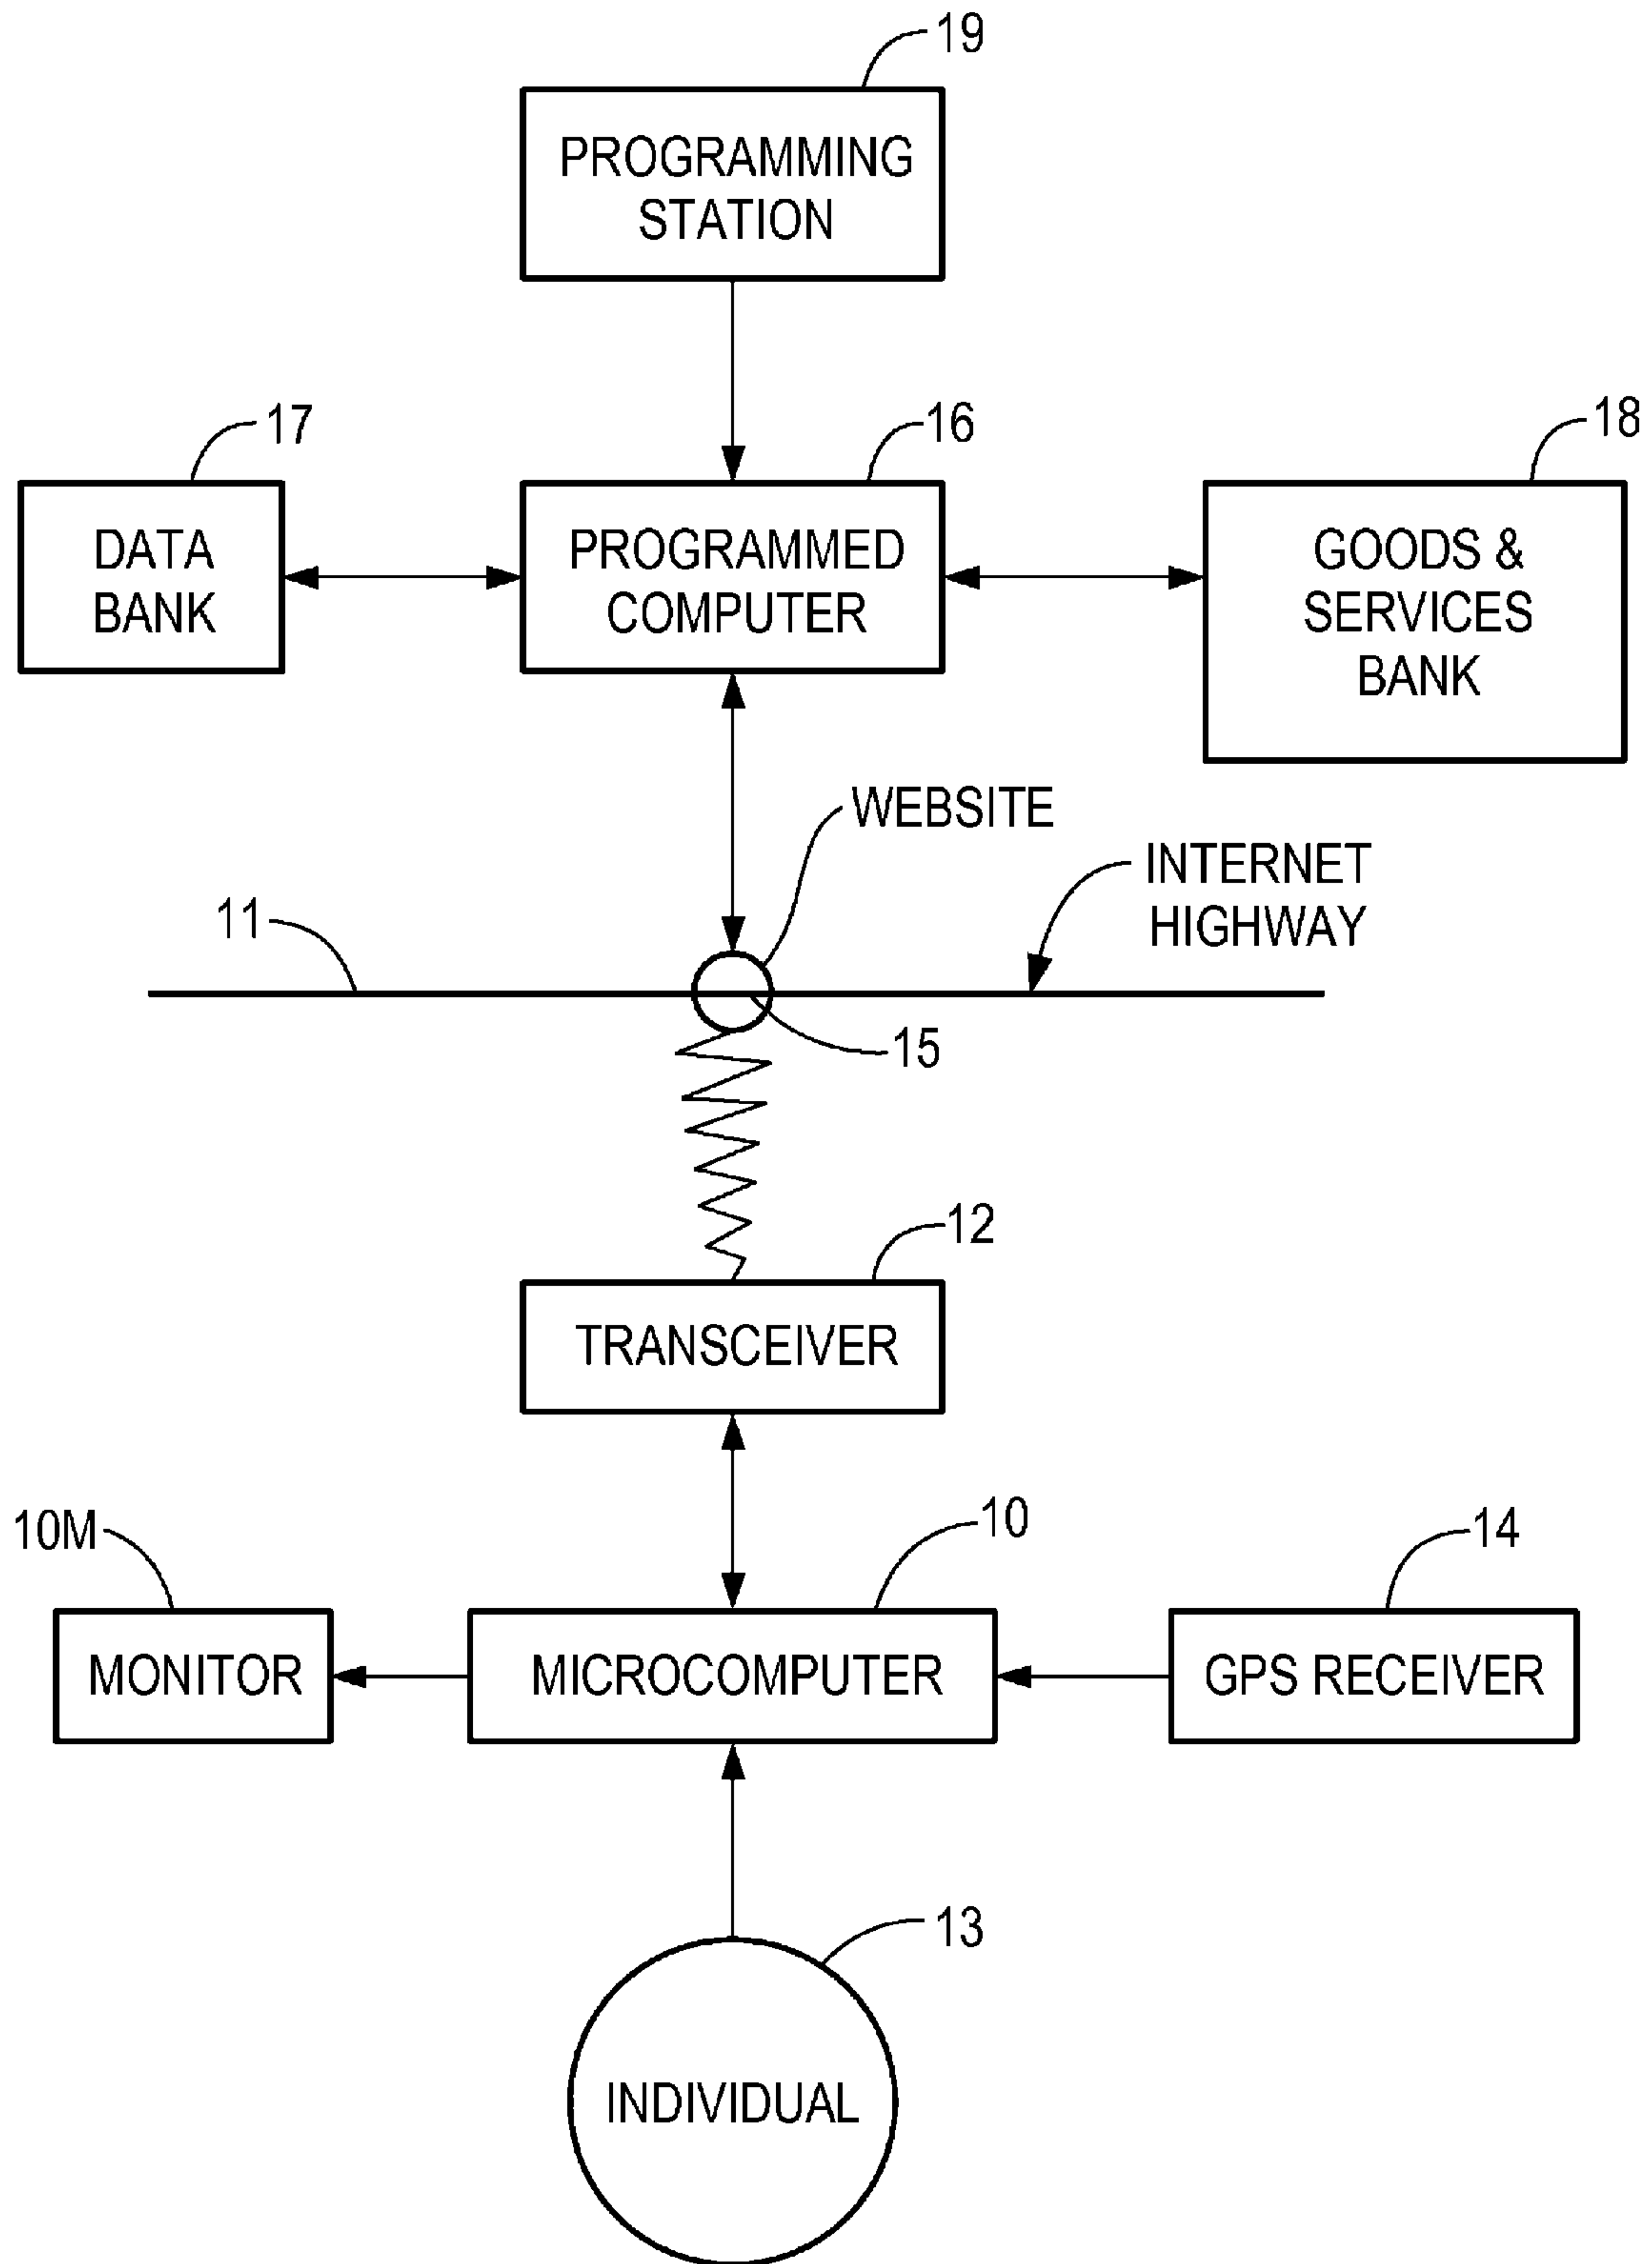 19
PROGRAMMING
STATION
17
16
18
DATA
BANK
PROGRAMMED
COMPUTER
GOODS &
SERVICES
BANK
WEBSITE
INTERNET
HIGHWAY
11
15
12
TRANSCEIVER
10M
10
14
MONITOR
MICROCOMPUTER
GPS RECEIVER
13
INDIVIDUAL